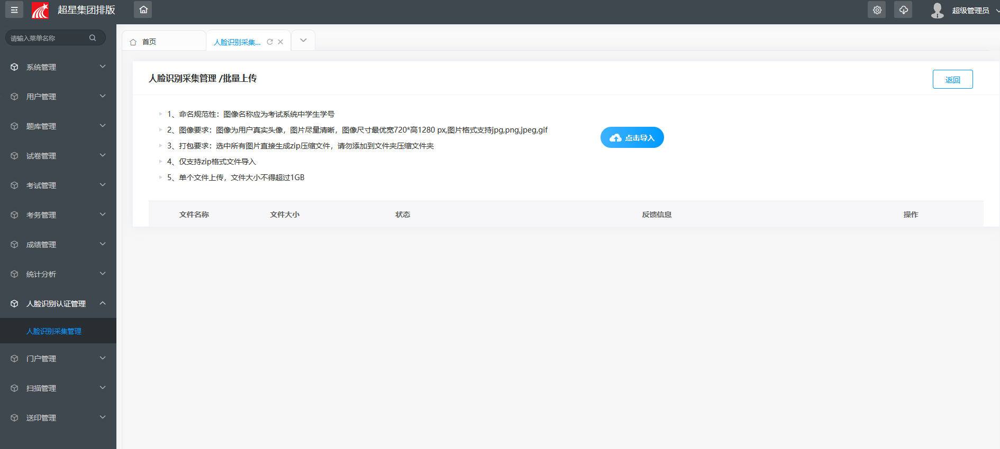 超星集团排版
超级管理员
请输入菜单名称
系统管理
用户管理
题库管理
试卷管理
考试管理
考务管理
成绩管理
统计分析
人脸识别认证管理
人脸识别采集管理
门户管理
扫描管理
送印管理
首页
人脸识别采集...
人脸识别采集管理 /批量上传
返回
1、命名规范性：图像名称应为考试系统中学生学号
2、图像要求：图像为用户真实头像，图片尽量清晰，图像尺寸最优宽720*高1280 px,图片格式支持jpg,png,jpeg,gif
3、打包要求：选中所有图片直接生成zip压缩文件，请勿添加到文件夹压缩文件夹
4、仅支持zip格式文件导入
5、单个文件上传，文件大小不得超过1GB
点击导入
文件名称 文件大小 状态 反馈信息 操作